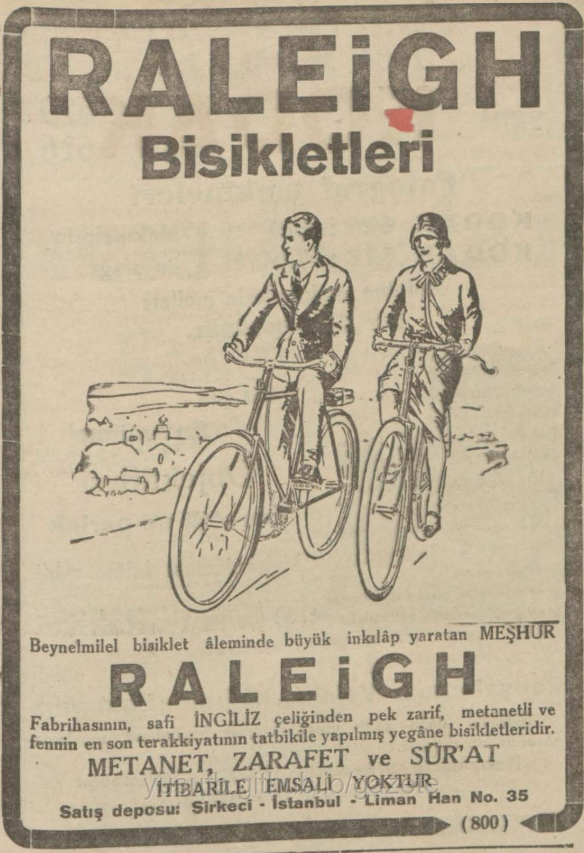 RALEiGH
Bisikletleri
Beynelmilel bisiklet âleminde büyük inkılâp yaratan MEŞHUR
RALEiGH
Fabrihasının, safi İNGİLİZ çeliğinden pek zarif, metanetli ve
fennin en son terakkiyatının tatbikile yapılmış yegâne bisikletleridir.
METANET, ZARAFET ve SÜR'AT
İTİBARİLE EMSALİ YOKTUR
Satış deposu: Sirkeci - İstanbul - Liman Han No. 35
(800)